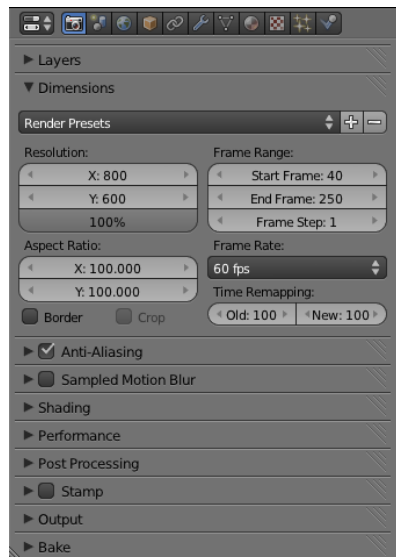 Layers
Dimensions
Render Presets
Resolution:
X: 800
Y: 600
100%
Aspect Ratio:
X: 100.000
Y: 100.000
Border
Crop
Frame Range:
Start Frame: 40
End Frame: 250
Frame Step: 1
Frame Rate:
60 fps
Time Remapping:
Old: 100
New: 100
Anti-Aliasing
Sampled Motion Blur
Shading
Performance
Post Processing
Stamp
Output
Bake